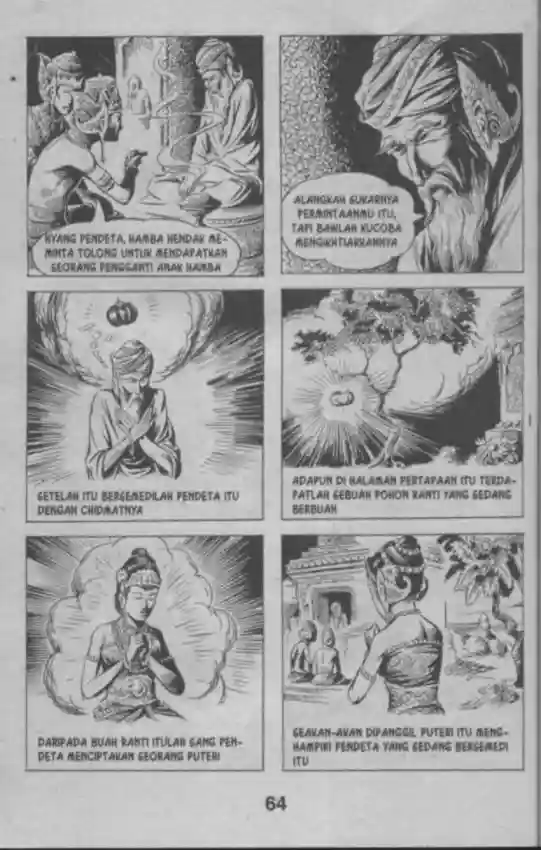 HYANG PENDETA, HAMBA HENDAK ME-
MINTA TOLONG UNTUK MENDAPATKAN
SEORANG PENGGANTI ANAK HAMBA
ALANGKAH SUKARNYA
PERMINTAANMU ITU,
TAPI BAIKLAH KUCOBA
MENGIKHTIARKANNYA
SETELAH ITU BERSEMEDILAH PENDETA ITU
DENGAN CHIDMATNYA
ADAPUN DI HALAMAN PERTAPAAN ITU TERDA-
PATLAH SEBUAH POHON RANTI YANG SEDANG
BERBUAH
DARIPADA BUAH RANTI ITULAH SANG PEN-
DETA MENCIPTAKAN SEORANG PUTERI
SEAKAN-AKAN DIPANGGIL PUTERI ITU MENG-
HAMPIRI PENDETA YANG SEDANG BERSEMEDI
ITU
64